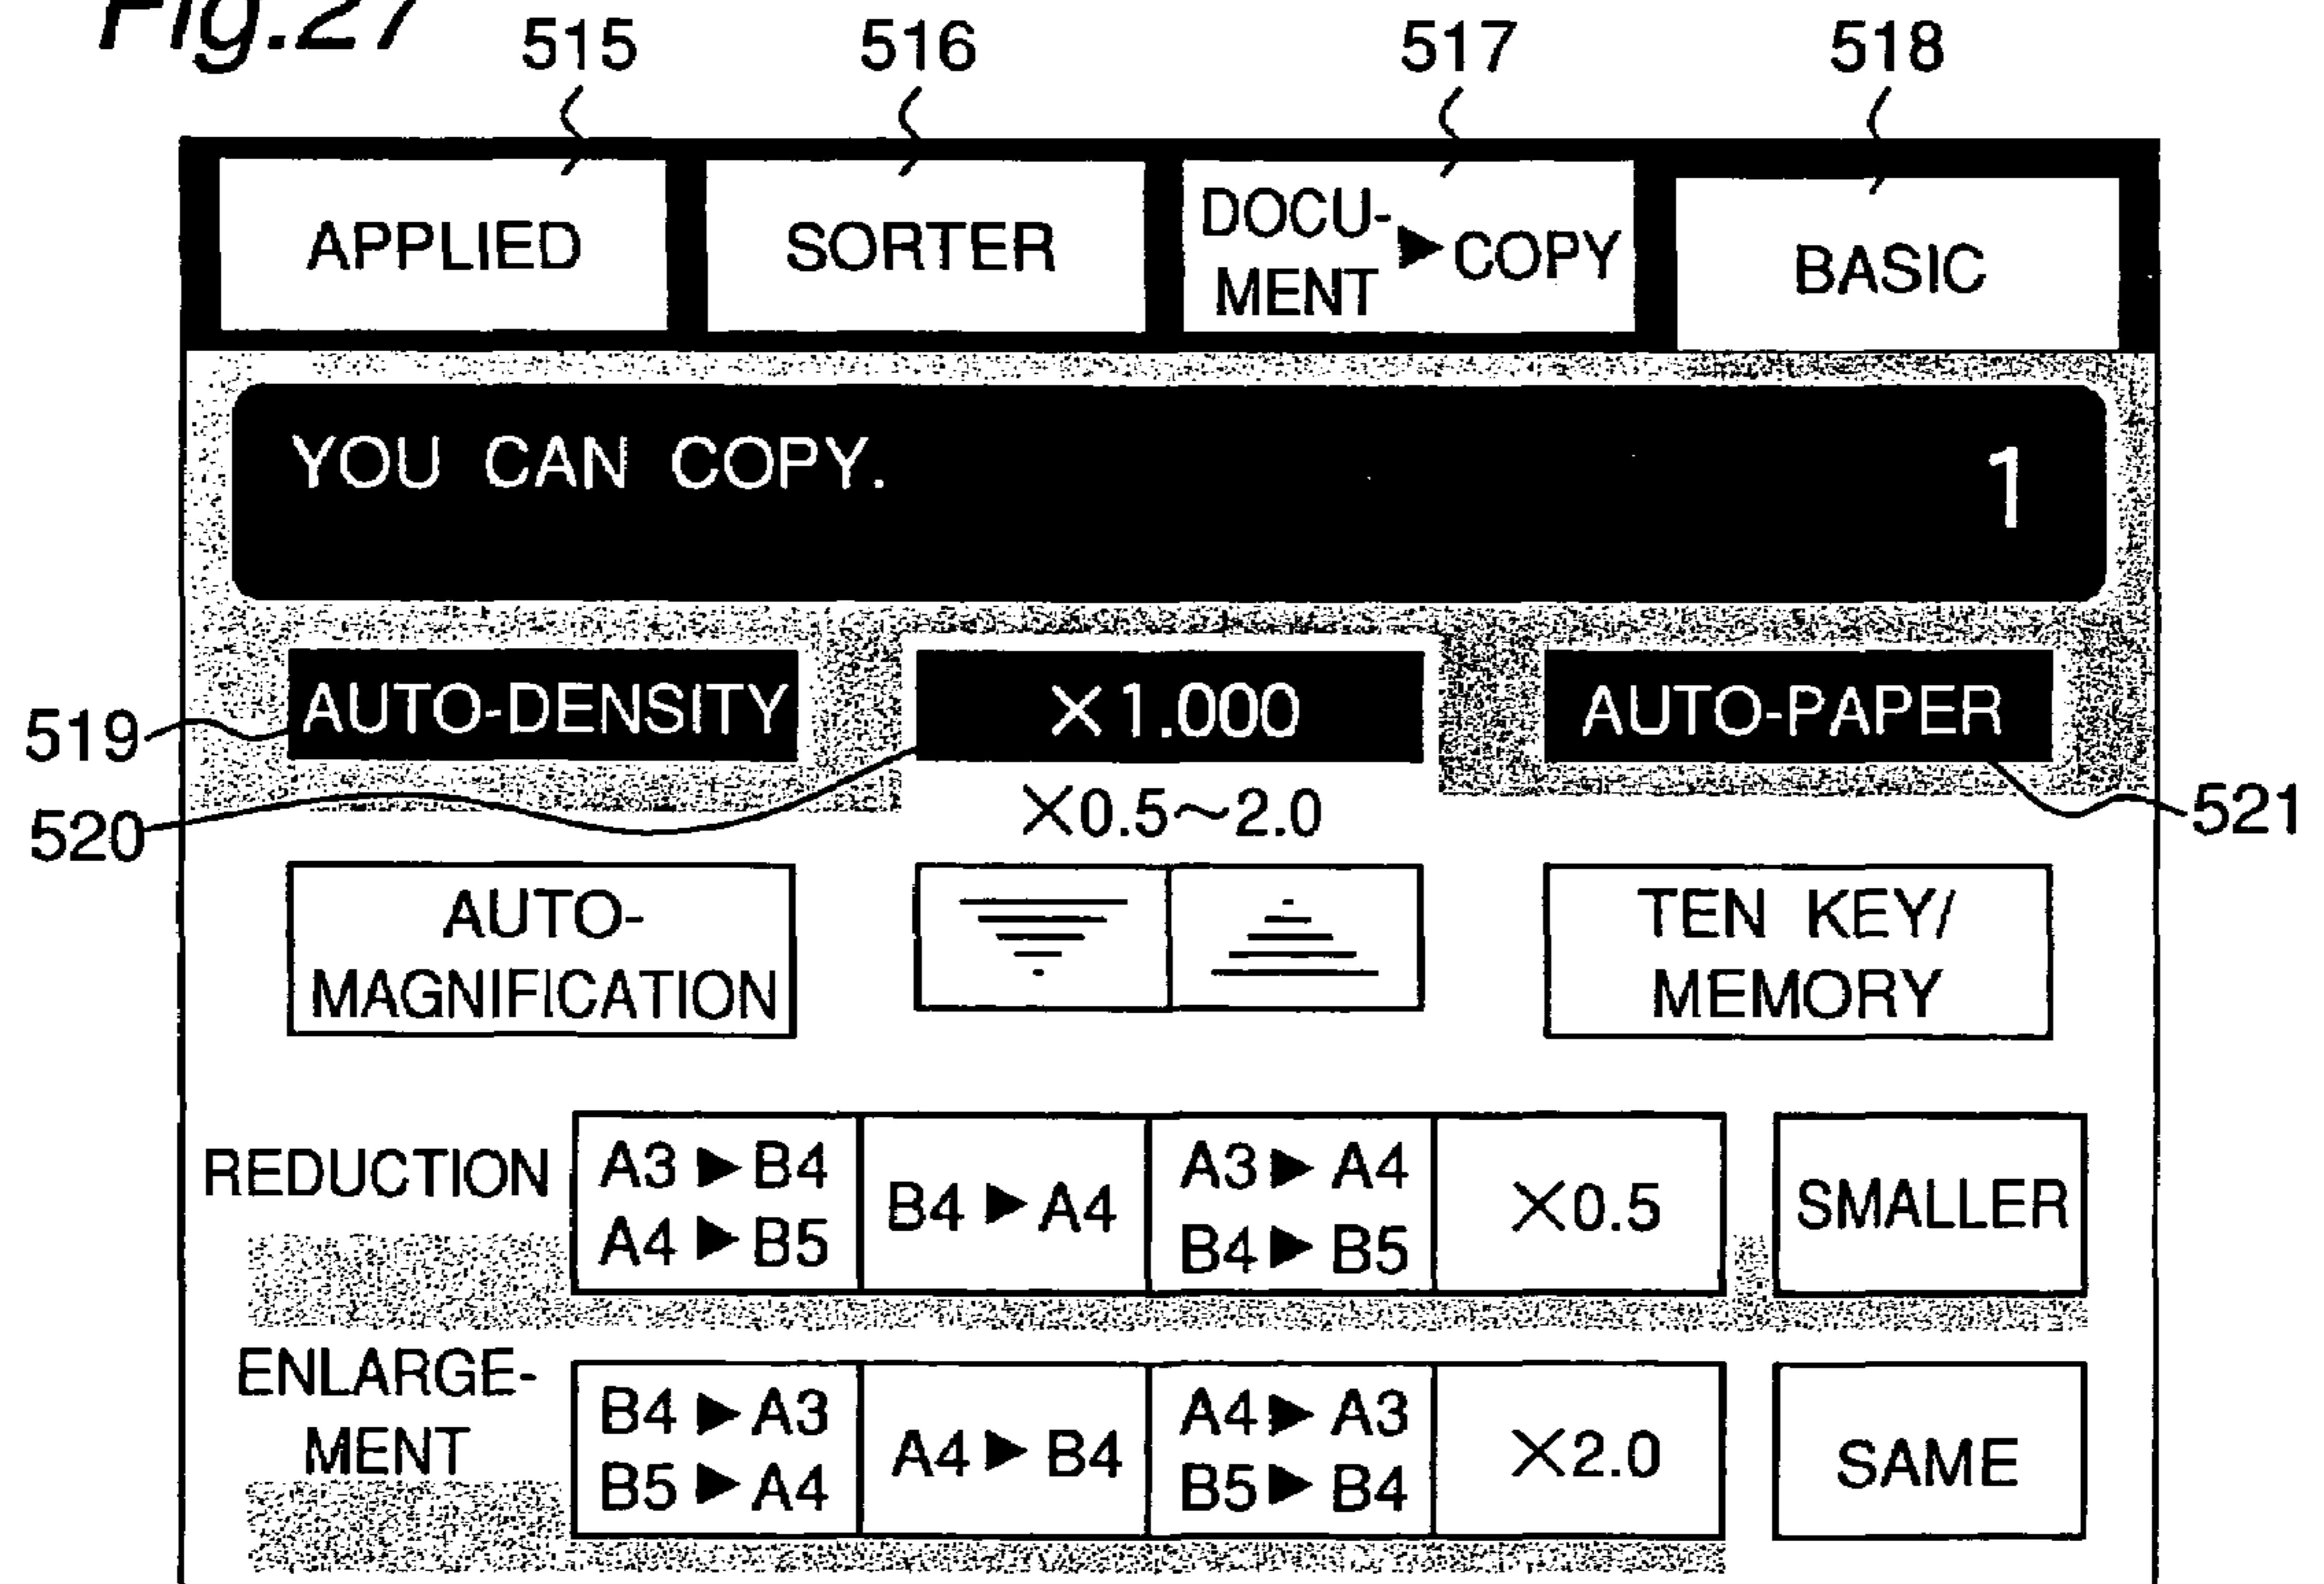 Fig.27
515 516 517 518
APPLIED
SORTER
DOCU-
MENT ▶ COPY
BASIC
YOU CAN COPY. 1
519
AUTO-DENSITY
×1.000
AUTO-PAPER
520
×0.5~2.0
521
AUTO-
MAGNIFICATION
TEN KEY/
MEMORY
REDUCTION
A3 ▶ B4
A4 ▶ B5
B4 ▶ A4
A3 ▶ A4
B4 ▶ B5
×0.5
SMALLER
ENLARGE-
MENT
B4 ▶ A3
B5 ▶ A4
A4 ▶ B4
A4 ▶ A3
B5 ▶ B4
×2.0
SAME